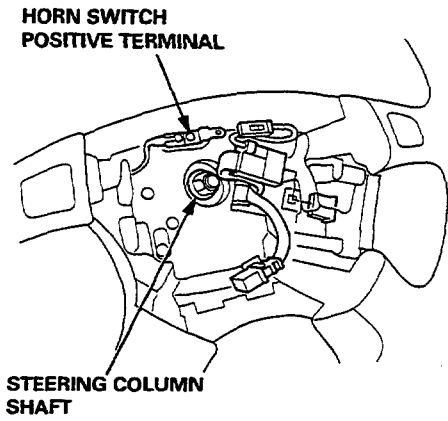 HORN SWITCH
POSITIVE TERMINAL
STEERING COLUMN
SHAFT